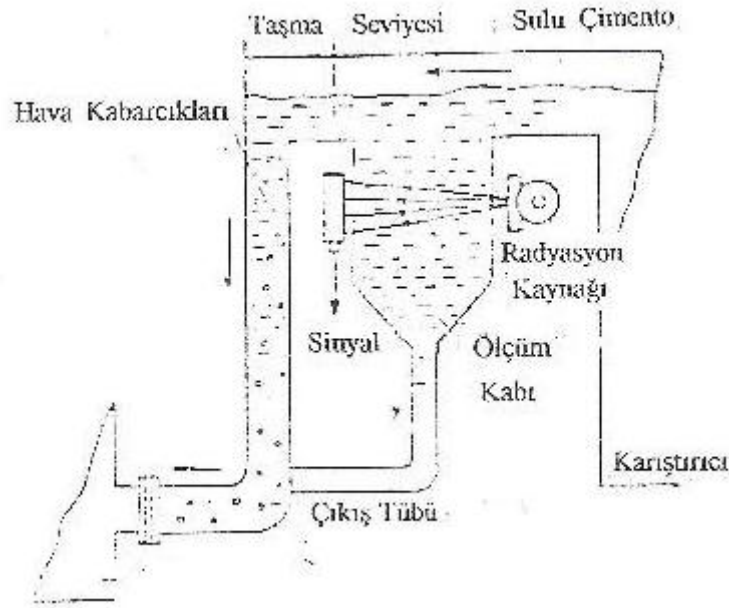 Taşma Seviyesi Sulu Çimento
Hava Kabarcıkları
Radyasyon
Kaynağı
Sinyal
Ölçüm
Kabı
Karıştırıcı
Çıkış Tübü